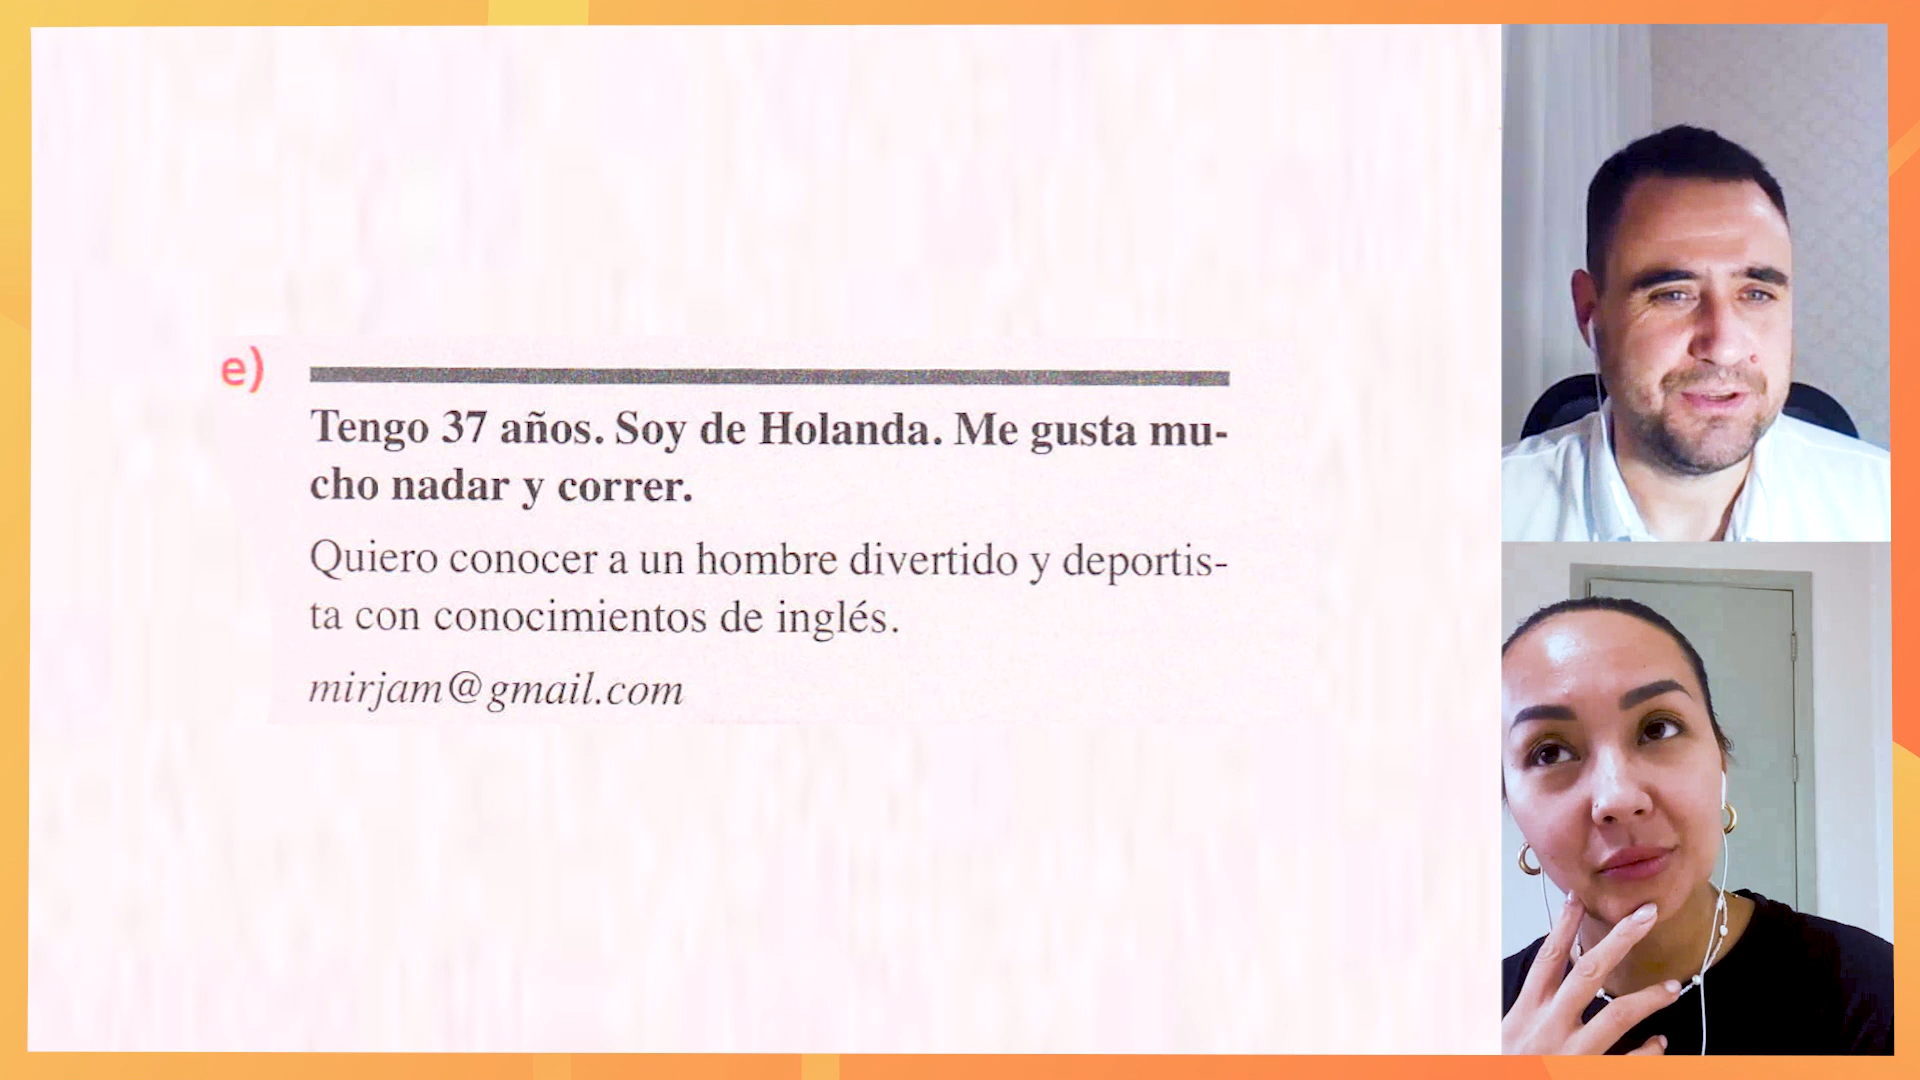 e)
Tengo 37 años. Soy de Holanda. Me gusta mu-
cho nadar y correr.
Quiero conocer a un hombre divertido y deportis-
ta con conocimientos de inglés.
mirjam@gmail.com